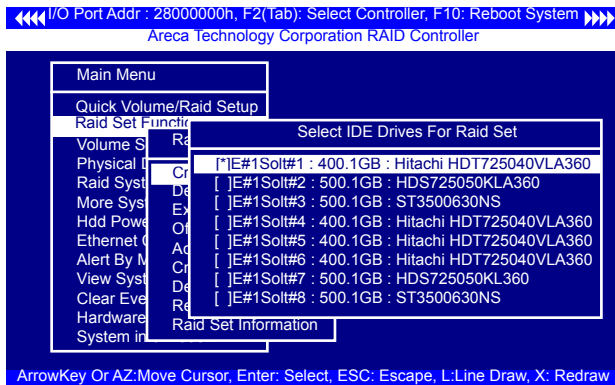 I/O Port Addr : 28000000h, F2(Tab): Select Controller, F10: Reboot System
Areca Technology Corporation RAID Controller
Main Menu
Quick Volume/Raid Setup
Raid Set Functio
Volume S
Physical D
Raid Syst
More Syst
Hdd Powe
Ethernet C
Alert By M
View Syst
Clear Eve
Hardware
System in
Ra
Cr
De
Ex
Of
Ac
Cr
De
Re
Raid Set Information
Select IDE Drives For Raid Set
[*]E#1Solt#1 : 400.1GB : Hitachi HDT725040VLA360
[ ]E#1Solt#2 : 500.1GB : HDS725050KLA360
[ ]E#1Solt#3 : 500.1GB : ST3500630NS
[ ]E#1Solt#4 : 400.1GB : Hitachi HDT725040VLA360
[ ]E#1Solt#5 : 400.1GB : Hitachi HDT725040VLA360
[ ]E#1Solt#6 : 400.1GB : Hitachi HDT725040VLA360
[ ]E#1Solt#7 : 500.1GB : HDS725050KL360
[ ]E#1Solt#8 : 500.1GB : ST3500630NS
ArrowKey Or AZ:Move Cursor, Enter: Select, ESC: Escape, L:Line Draw, X: Redraw